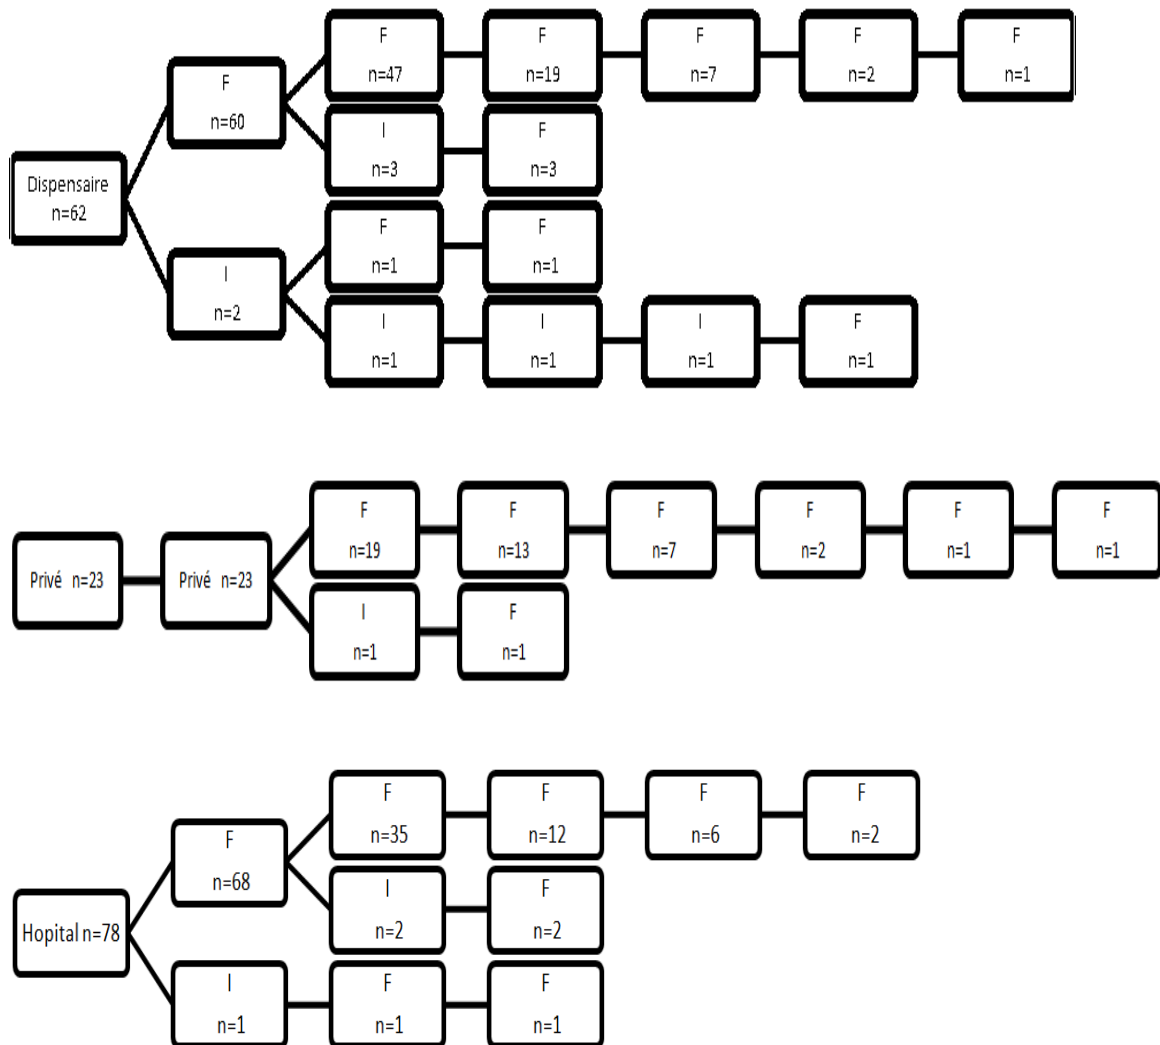 F
n=47
F
n=19
F
n=7
F
n=2
F
n=1
F
n=60
I
n=3
F
n=3
Dispensaire
n=62
I
n=2
F
n=1
F
n=1
I
n=1
I
n=1
I
n=1
F
n=1
Privé n=23
Privé n=23
F
n=19
F
n=13
F
n=7
F
n=2
F
n=1
F
n=1
I
n=1
F
n=1
Hopital n=78
F
n=68
F
n=35
F
n=12
F
n=6
F
n=2
I
n=2
F
n=2
I
n=1
F
n=1
F
n=1